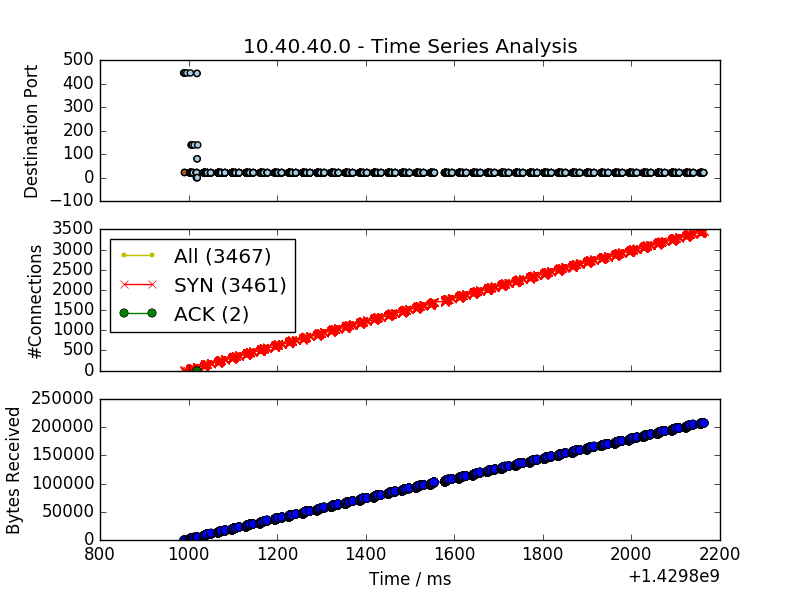 10.40.40.0 - Time Series Analysis
500
400
300
200
100
0
−100
Destination Port
3500
3000
2500
2000
1500
1000
500
0
#Connections
All (3467)
SYN (3461)
ACK (2)
250000
200000
150000
100000
50000
0
Bytes Received
800 1000 1200 1400 1600 1800 2000 2200
Time / ms
+1.4298e9